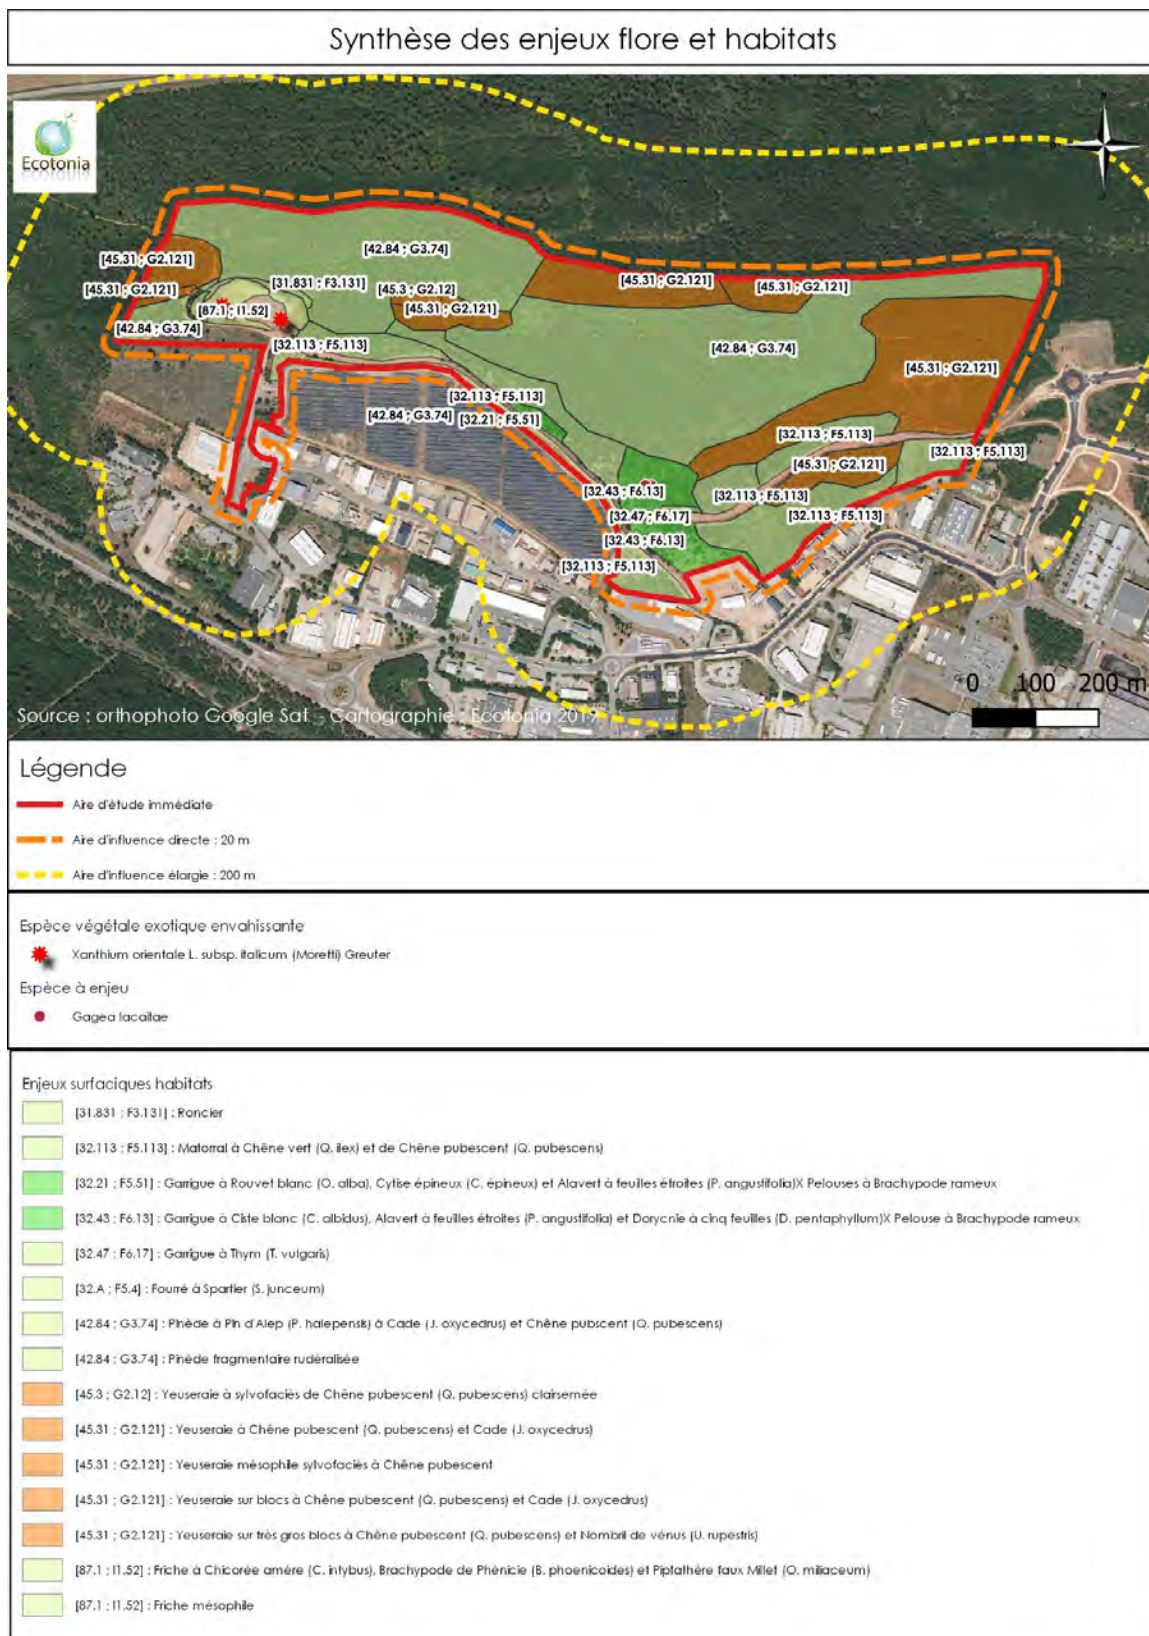 Synthèse des enjeux flore et habitats
Ecotonia
[42.84 ; G3.74]
[45.31 ; G2.121]
[31.831 ; F3.131]
[45.3 ; G2.12]
[45.31 ; G2.121]
[45.31 ; G2.121]
[45.31 ; G2.121]
[87.1 ; I1.52]
[45.31 ; G2.121]
[42.84 ; G3.74]
[32.113 ; F5.113]
[42.84 ; G3.74]
[45.31 ; G2.121]
[32.113 ; F5.113]
[42.84 ; G3.74]
[32.21 ; F5.51]
[32.113 ; F5.113]
[32.113 ; F5.113]
[45.31 ; G2.121]
[32.43 ; F6.13]
[32.113 ; F5.113]
[32.47 ; F6.17]
[32.113 ; F5.113]
[32.43 ; F6.13]
[32.113 ; F5.113]
0 100 200 m
Source : orthophoto Google Sat. - Cartographie : Ecotonia 2019
Légende
Aire d'étude immédiate
Aire d'influence directe : 20 m
Aire d'influence élargie : 200 m
Espèce végétale exotique envahissante
Xanthium orientale L. subsp. italicum (Moretti) Greuter
Espèce à enjeu
Gagea lacaitae
Enjeux surfaciques habitats
[31.831 ; F3.131] : Roncier
[32.113 ; F5.113] : Matorral à Chêne vert (Q. ilex) et de Chêne pubescent (Q. pubescens)
[32.21 ; F5.51] : Garrigue à Rouvet blanc (O. alba), Cytise épineux (C. épineux) et Alavert à feuilles étroites (P. angustifolia)X Pelouses à Brachypode rameux
[32.43 ; F6.13] : Garrigue à Ciste blanc (C. albidus), Alavert à feuilles étroites (P. angustifolia) et Dorycnie à cinq feuilles (D. pentaphyllum)X Pelouse à Brachypode rameux
[32.47 ; F6.17] : Garrigue à Thym (T. vulgaris)
[32.A ; F5.4] : Fourré à Spartier (S. junceum)
[42.84 ; G3.74] : Pinède à Pin d'Alep (P. halepensis) à Cade (J. oxycedrus) et Chêne pubscent (Q. pubescens)
[42.84 ; G3.74] : Pinède fragmentaire rudéralisée
[45.3 ; G2.12] : Yeuseraie à sylvofaciès de Chêne pubescent (Q. pubescens) clairsemée
[45.31 ; G2.121] : Yeuseraie à Chêne pubescent (Q. pubescens) et Cade (J. oxycedrus)
[45.31 ; G2.121] : Yeuseraie mésophile sylvofaciès à Chêne pubescent
[45.31 ; G2.121] : Yeuseraie sur blocs à Chêne pubescent (Q. pubescens) et Cade (J. oxycedrus)
[45.31 ; G2.121] : Yeuseraie sur très gros blocs à Chêne pubescent (Q. pubescens) et Nombril de vénus (U. rupestris)
[87.1 ; I1.52] : Friche à Chicorée amère (C. intybus), Brachypode de Phénicie (B. phoenicoides) et Piptathère faux Millet (O. miliaceum)
[87.1 ; I1.52] : Friche mésophile